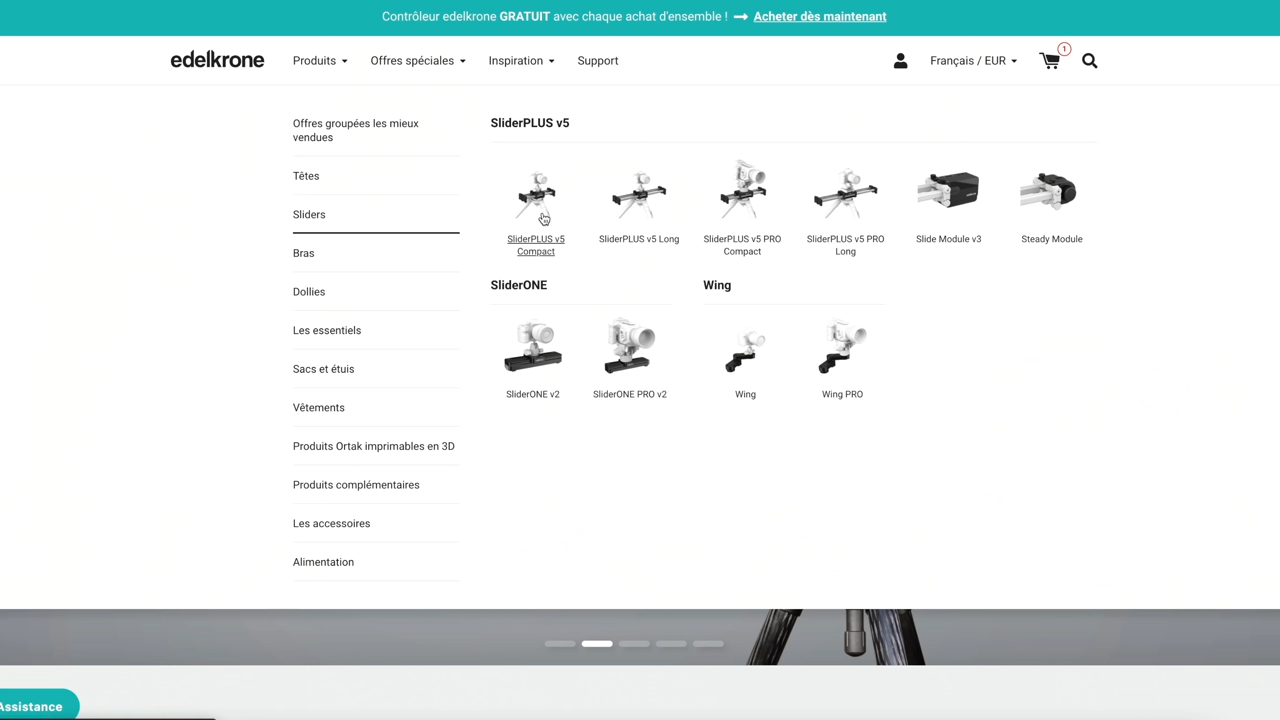 Contrôleur edelkrone GRATUIT avec chaque achat d'ensemble ! → Acheter dès maintenant
edelkrone Produits Offres spéciales Inspiration Support Français / EUR 1
Offres groupées les mieux
vendues
Têtes
Sliders
Bras
Dollies
Les essentiels
Sacs et étuis
Vêtements
Produits Ortak imprimables en 3D
Produits complémentaires
Les accessoires
Alimentation
SliderPLUS v5
SliderPLUS v5
Compact
SliderPLUS v5 Long
SliderPLUS v5 PRO
Compact
SliderPLUS v5 PRO
Long
Slide Module v3
Steady Module
SliderONE
SliderONE v2
SliderONE PRO v2
Wing
Wing
Wing PRO
Assistance